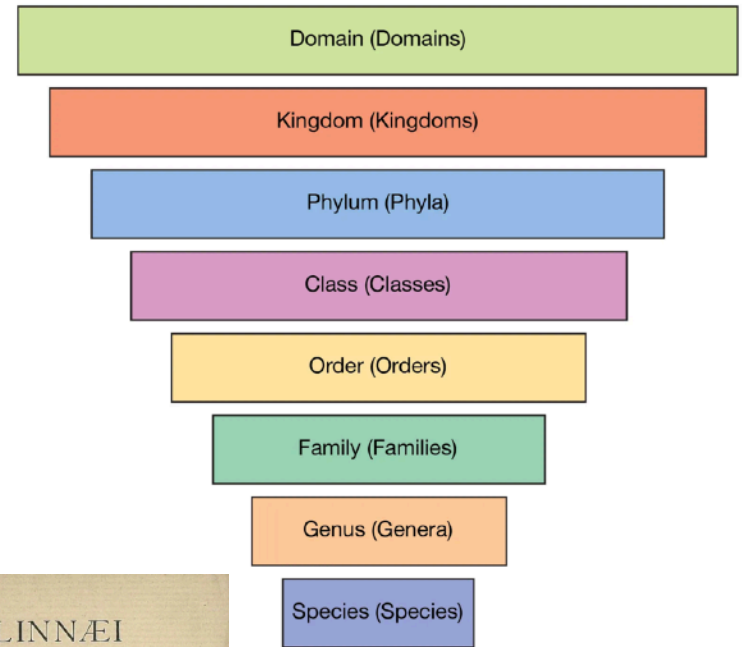 Domain (Domains)
Kingdom (Kingdoms)
Phylum (Phyla)
Class (Classes)
Order (Orders)
Family (Families)
Genus (Genera)
Species (Species)
LINNÆI